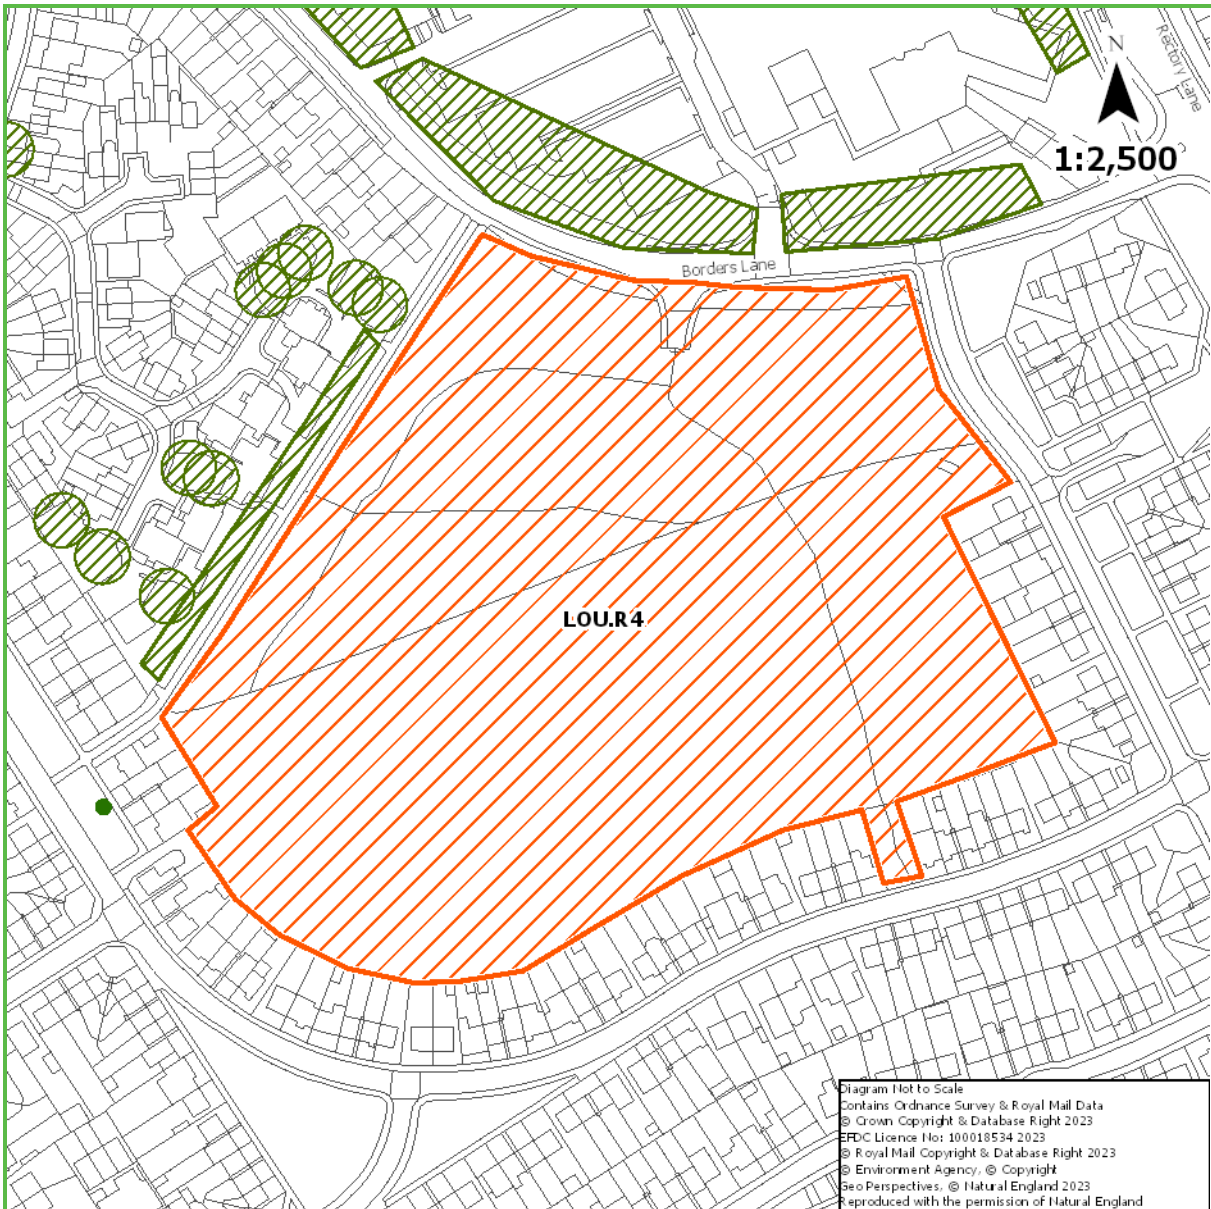 N
Rectory Lane
1:2,500
Borders Lane
LOU.R4
Diagram Not to Scale
Contains Ordnance Survey & Royal Mail Data
© Crown Copyright & Database Right 2023
EFDC Licence No: 100018534 2023
© Royal Mail Copyright & Database Right 2023
© Environment Agency, © Copyright
Geo Perspectives, © Natural England 2023
Reproduced with the permission of Natural England